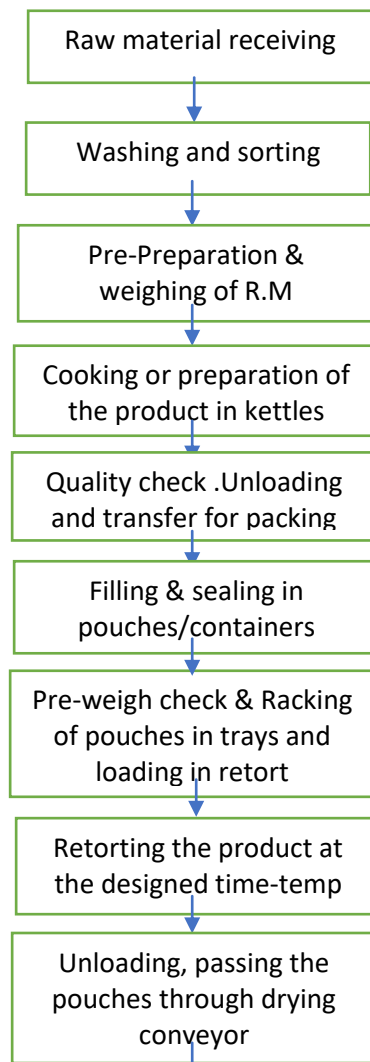 Raw material receiving
Washing and sorting
Pre-Preparation &
weighing of R.M
Cooking or preparation of
the product in kettles
Quality check .Unloading
and transfer for packing
Filling & sealing in
pouches/containers
Pre-weigh check & Racking
of pouches in trays and
loading in retort
Retorting the product at
the designed time-temp
Unloading, passing the
pouches through drying
conveyor